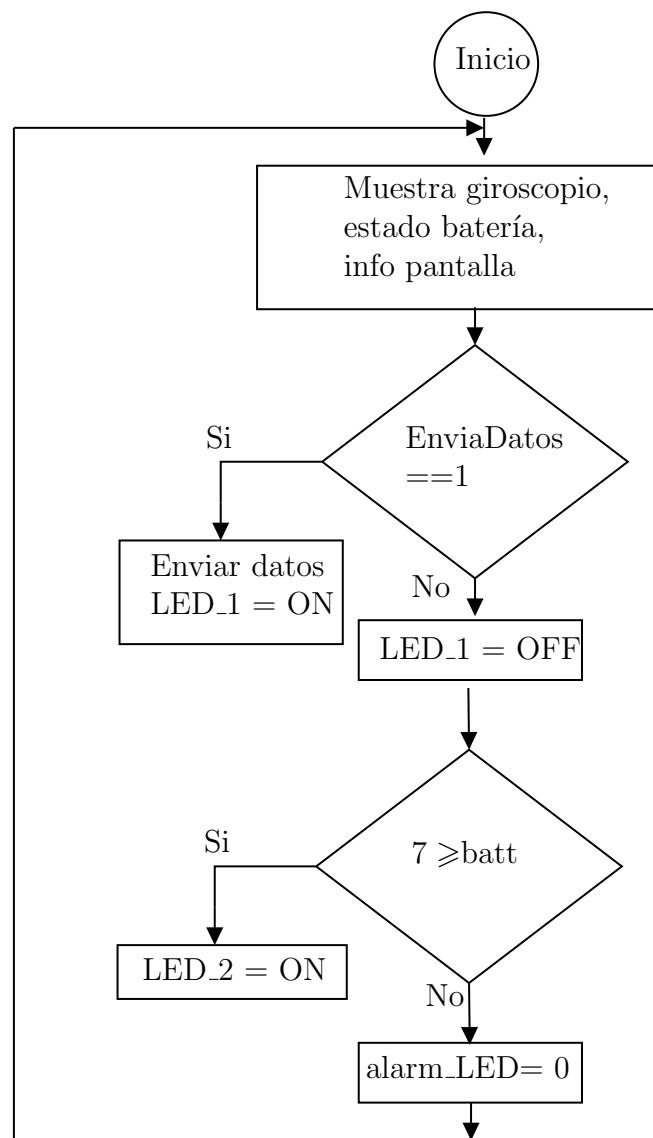 Inicio
Muestra giroscopio,
estado batería,
info pantalla
EnviaDatos
==1
Si
Enviar datos
LED_1 = ON
No
LED_1 = OFF
7 ⩾batt
Si
LED_2 = ON
No
alarm_LED= 0